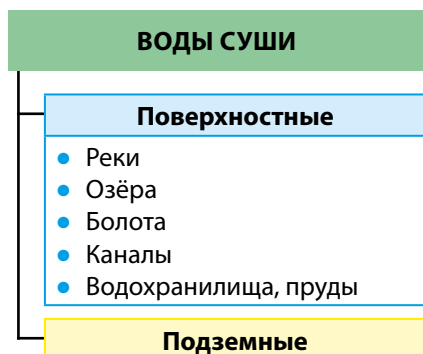 ВОДЫ СУШИ
Поверхностные
● Реки
● Озёра
● Болота
● Каналы
● Водохранилища, пруды
Подземные